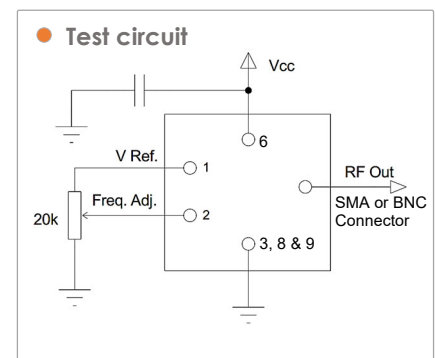 Test circuit
Vcc
6
V Ref.
1
RF Out
Freq. Adj.
SMA or BNC
Connector
20k
2
3, 8 & 9